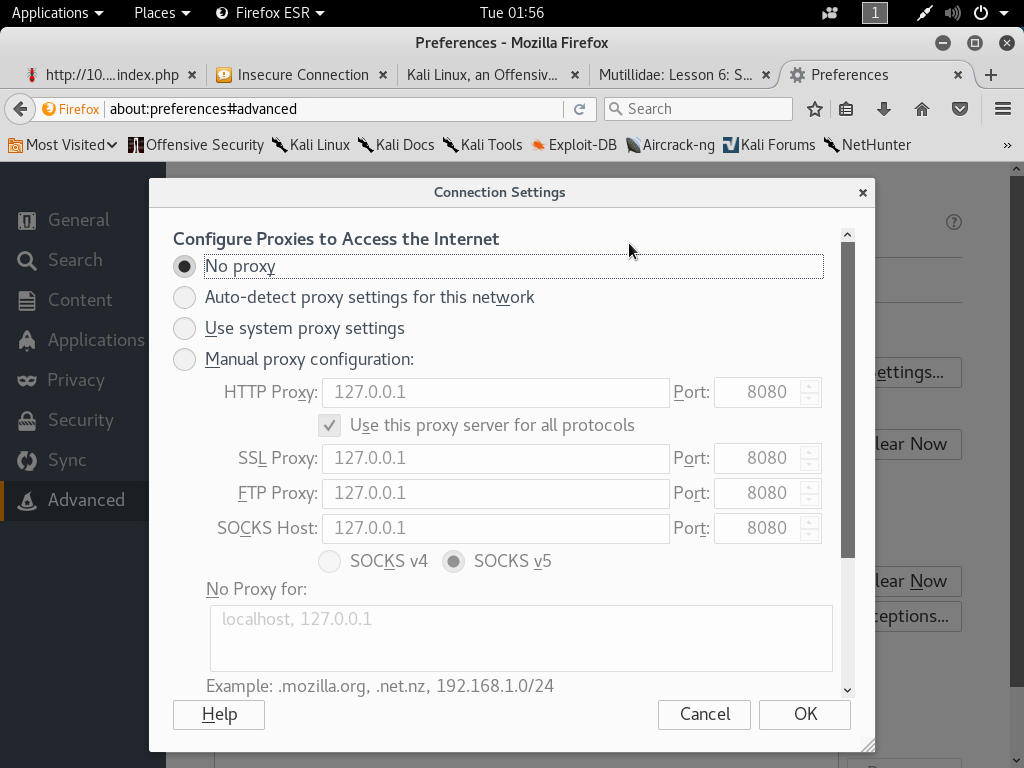 Applications Places Firefox ESR Tue 01:56 1
Preferences - Mozilla Firefox
http://10....index.php Insecure Connection Kali Linux, an Offensiv... Mutillidae: Lesson 6: S... Preferences
Firefox about:preferences#advanced Search
Most Visited Offensive Security Kali Linux Kali Docs Kali Tools Exploit-DB Aircrack-ng Kali Forums NetHunter »
Connection Settings
General
Search
Content
Applications
Privacy
Security
Sync
Advanced
Configure Proxies to Access the Internet
No proxy
Auto-detect proxy settings for this network
Use system proxy settings
Manual proxy configuration:
HTTP Proxy: 127.0.0.1 Port: 8080
Use this proxy server for all protocols
SSL Proxy: 127.0.0.1 Port: 8080
FTP Proxy: 127.0.0.1 Port: 8080
SOCKS Host: 127.0.0.1 Port: 8080
SOCKS v4 SOCKS v5
No Proxy for:
localhost, 127.0.0.1
Example: .mozilla.org, .net.nz, 192.168.1.0/24
Help Cancel OK
ettings...
lear Now
lear Now
ceptions...